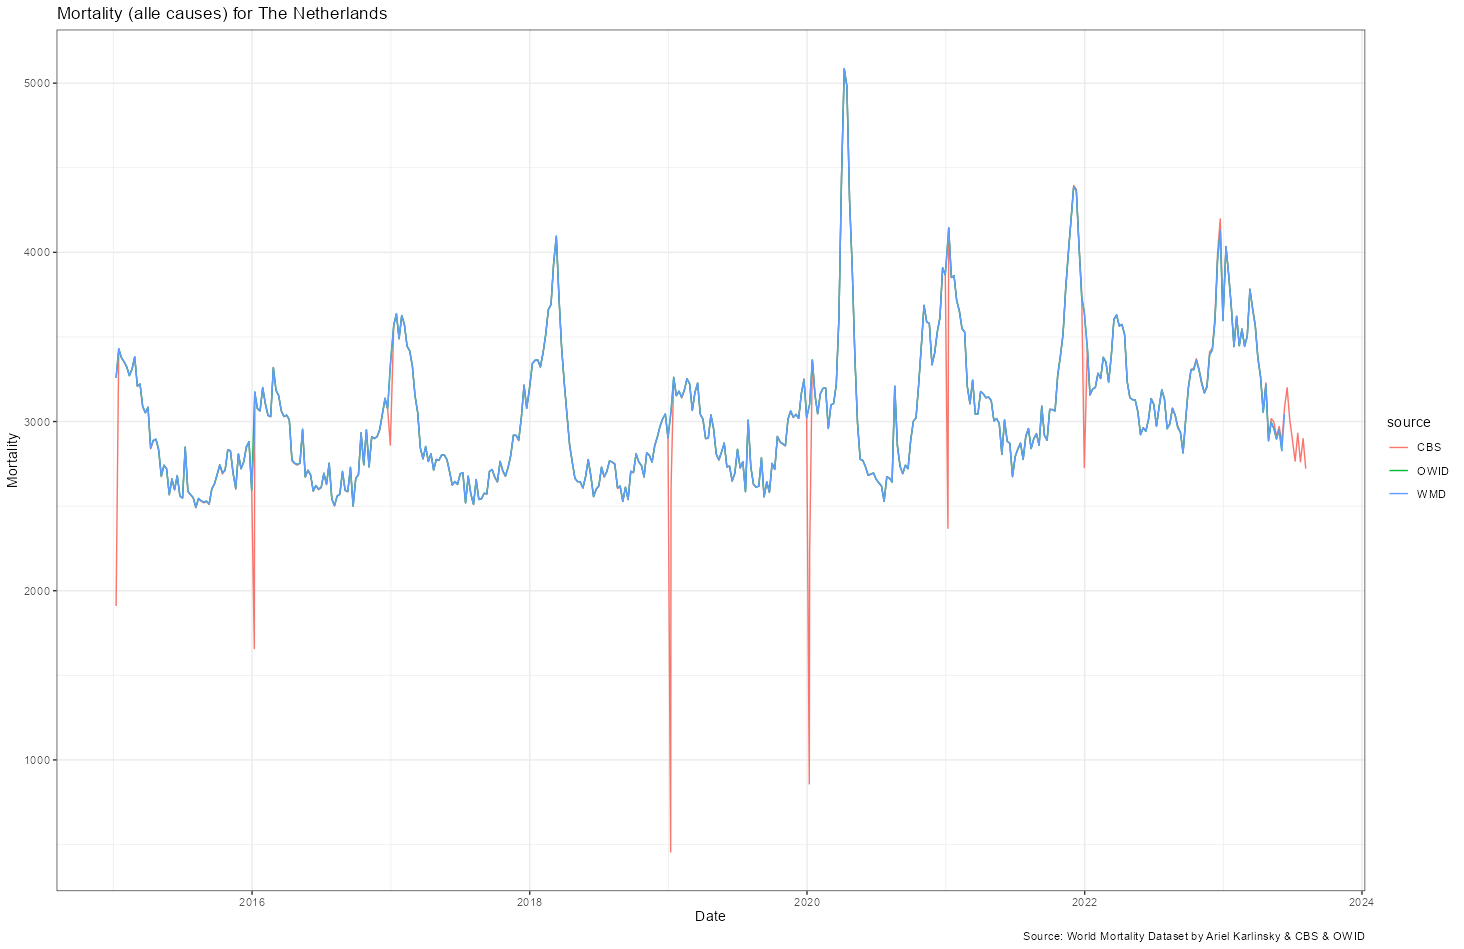 Mortality (alle causes) for The Netherlands
5000
4000
3000
2000
1000
Mortality
2016
2018
2020
2022
2024
Date
source
CBS
OWID
WMD
Source: World Mortality Dataset by Ariel Karlinsky & CBS & OWID